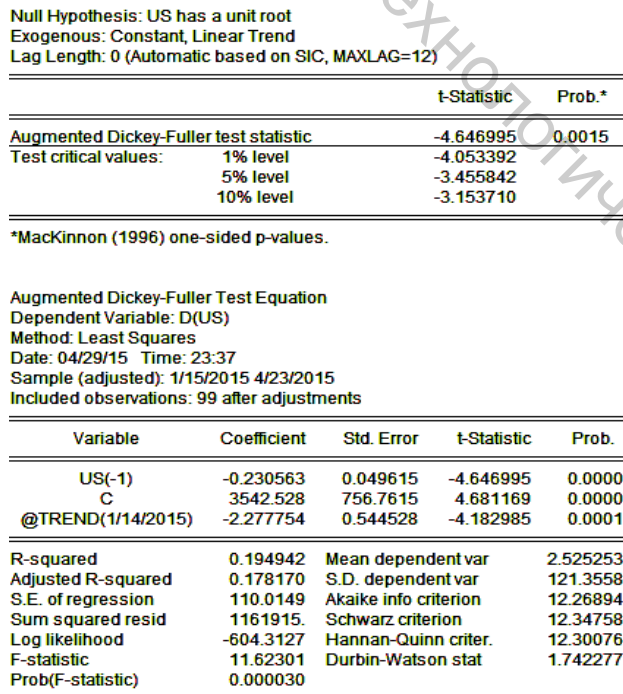 Null Hypothesis: US has a unit root
Exogenous: Constant, Linear Trend
Lag Length: 0 (Automatic based on SIC, MAXLAG=12)
t-Statistic Prob.*
Augmented Dickey-Fuller test statistic -4.646995 0.0015
Test critical values: 1% level -4.053392
5% level -3.455842
10% level -3.153710
*MacKinnon (1996) one-sided p-values.
Augmented Dickey-Fuller Test Equation
Dependent Variable: D(US)
Method: Least Squares
Date: 04/29/15 Time: 23:37
Sample (adjusted): 1/15/2015 4/23/2015
Included observations: 99 after adjustments
Variable Coefficient Std. Error t-Statistic Prob.
US(-1) -0.230563 0.049615 -4.646995 0.0000
C 3542.528 756.7615 4.681169 0.0000
@TREND(1/14/2015) -2.277754 0.544528 -4.182985 0.0001
R-squared 0.194942 Mean dependent var 2.525253
Adjusted R-squared 0.178170 S.D. dependent var 121.3558
S.E. of regression 110.0149 Akaike info criterion 12.26894
Sum squared resid 1161915. Schwarz criterion 12.34758
Log likelihood -604.3127 Hannan-Quinn criter. 12.30076
F-statistic 11.62301 Durbin-Watson stat 1.742277
Prob(F-statistic) 0.000030